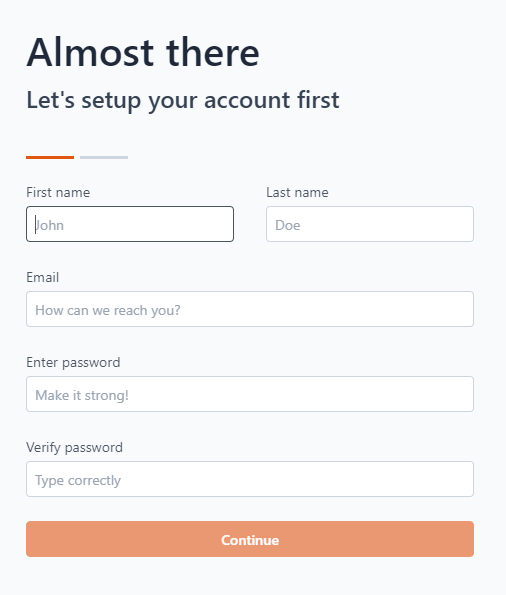 Almost there
Let's setup your account first
First name Last name
John Doe
Email
How can we reach you?
Enter password
Make it strong!
Verify password
Type correctly
Continue